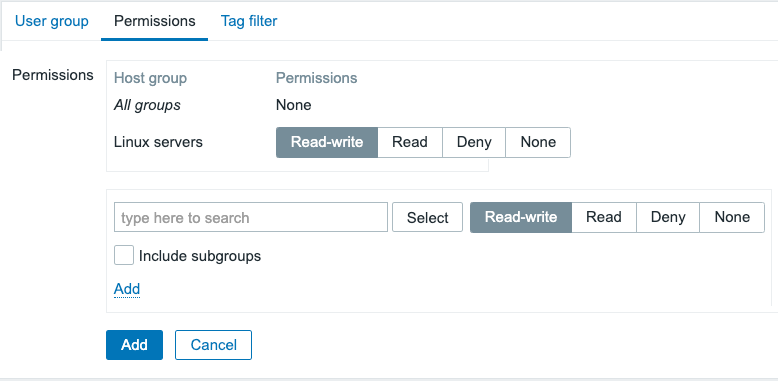 User group Permissions Tag filter
Permissions Host group Permissions
All groups None
Linux servers Read-write Read Deny None
type here to search Select Read-write Read Deny None
Include subgroups
Add
Add Cancel